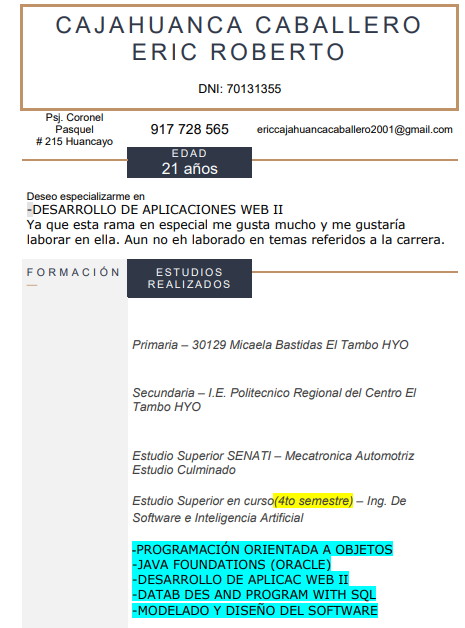 CAJAHUANCA CABALLERO
ERIC ROBERTO
DNI: 70131355
Psj. Coronel
Pasquel
# 215 Huancayo
917 728 565
ericcajahuancacaballero2001@gmail.com
EDAD
21 años
Deseo especializarme en
-DESARROLLO DE APLICACIONES WEB II
Ya que esta rama en especial me gusta mucho y me gustaría
laborar en ella. Aun no eh laborado en temas referidos a la carrera.
FORMACIÓN
—
ESTUDIOS
REALIZADOS
Primaria – 30129 Micaela Bastidas El Tambo HYO
Secundaria – I.E. Politecnico Regional del Centro El
Tambo HYO
Estudio Superior SENATI – Mecatronica Automotriz
Estudio Culminado
Estudio Superior en curso(4to semestre) – Ing. De
Software e Inteligencia Artificial
-PROGRAMACIÓN ORIENTADA A OBJETOS
-JAVA FOUNDATIONS (ORACLE)
-DESARROLLO DE APLICAC WEB II
-DATAB DES AND PROGRAM WITH SQL
-MODELADO Y DISEÑO DEL SOFTWARE